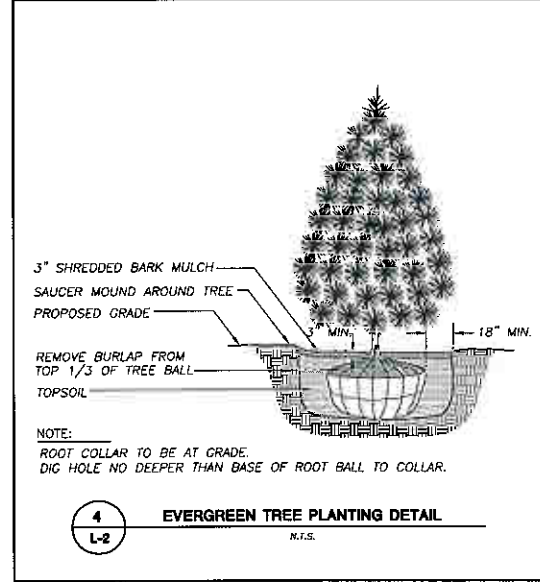 3" SHREDDED BARK MULCH
SAUCER MOUND AROUND TREE
PROPOSED GRADE
3" MIN.
18" MIN.
REMOVE BURLAP FROM
TOP 1/3 OF TREE BALL
TOPSOIL
NOTE:
ROOT COLLAR TO BE AT GRADE.
DIG HOLE NO DEEPER THAN BASE OF ROOT BALL TO COLLAR.
4
L-2
EVERGREEN TREE PLANTING DETAIL
N.T.S.